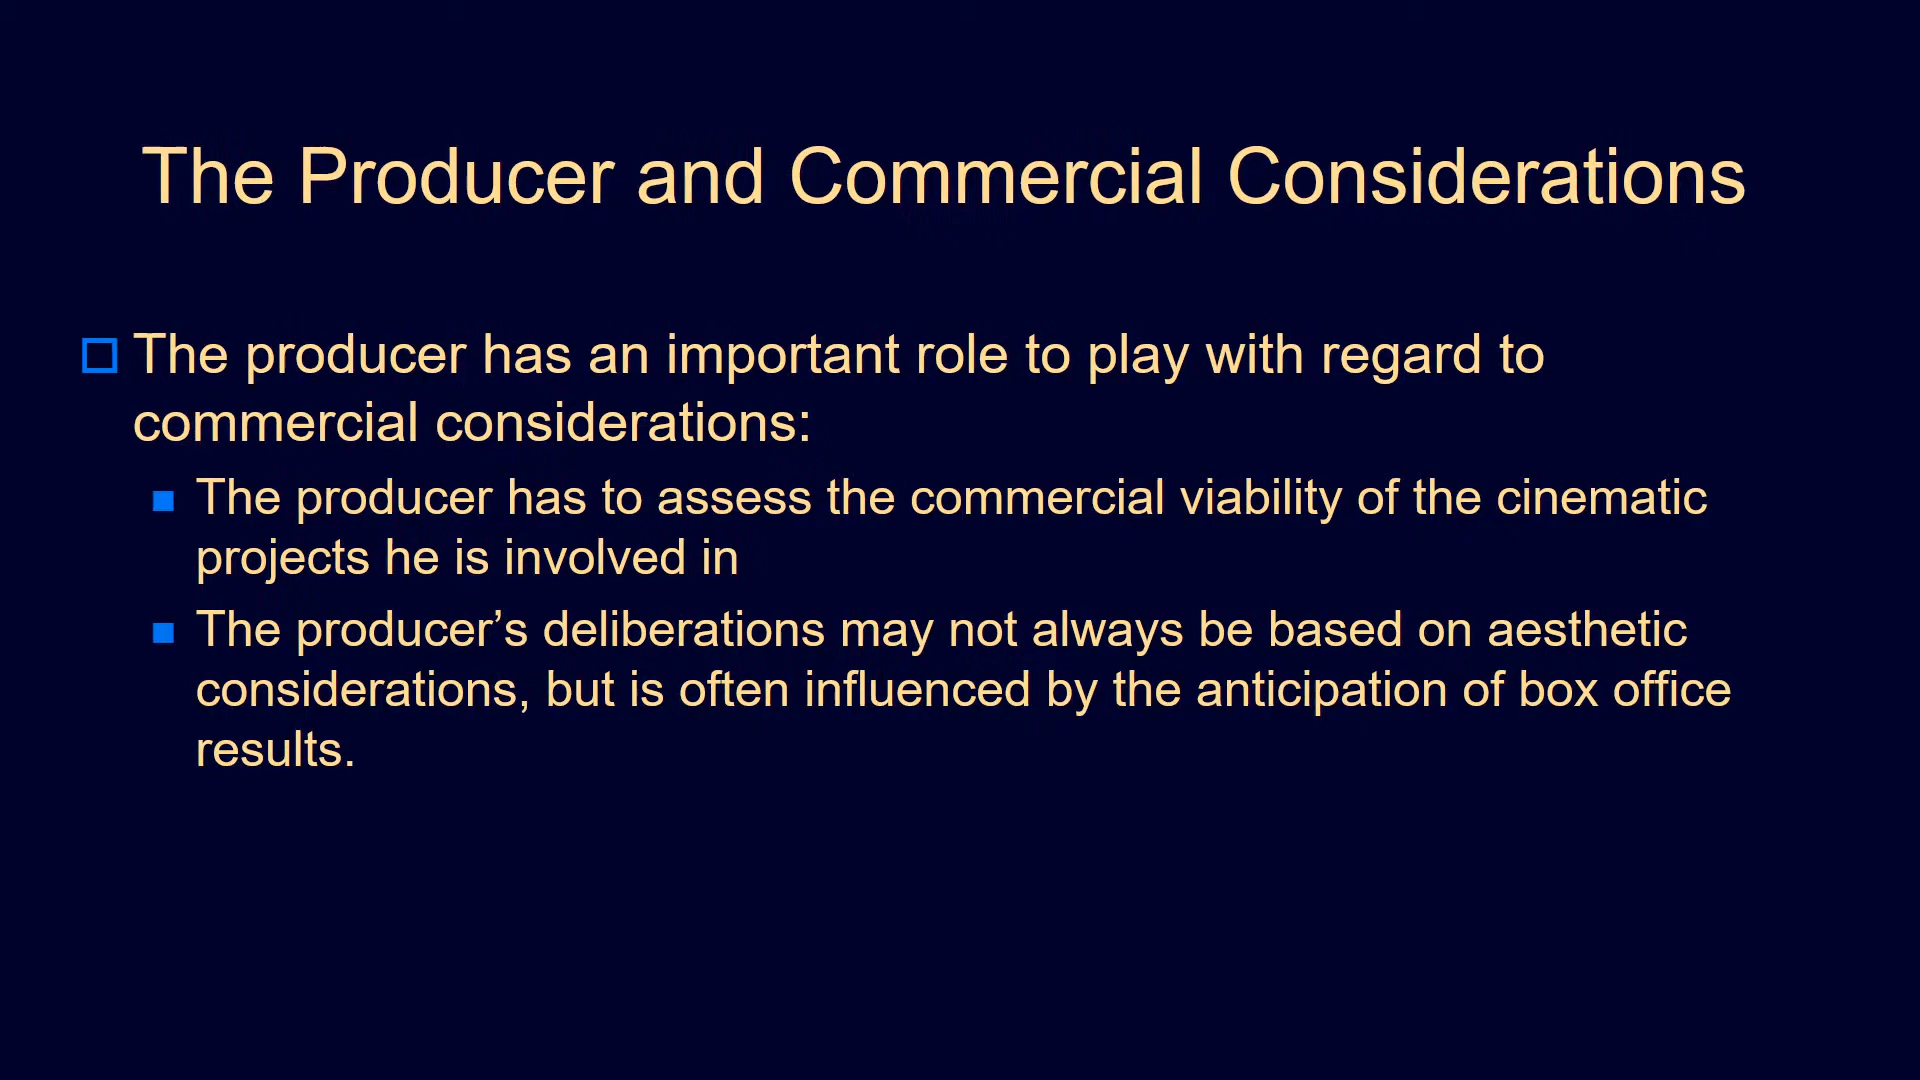 The Producer and Commercial Considerations
The producer has an important role to play with regard to
commercial considerations:
The producer has to assess the commercial viability of the cinematic
projects he is involved in
The producer’s deliberations may not always be based on aesthetic
considerations, but is often influenced by the anticipation of box office
results.